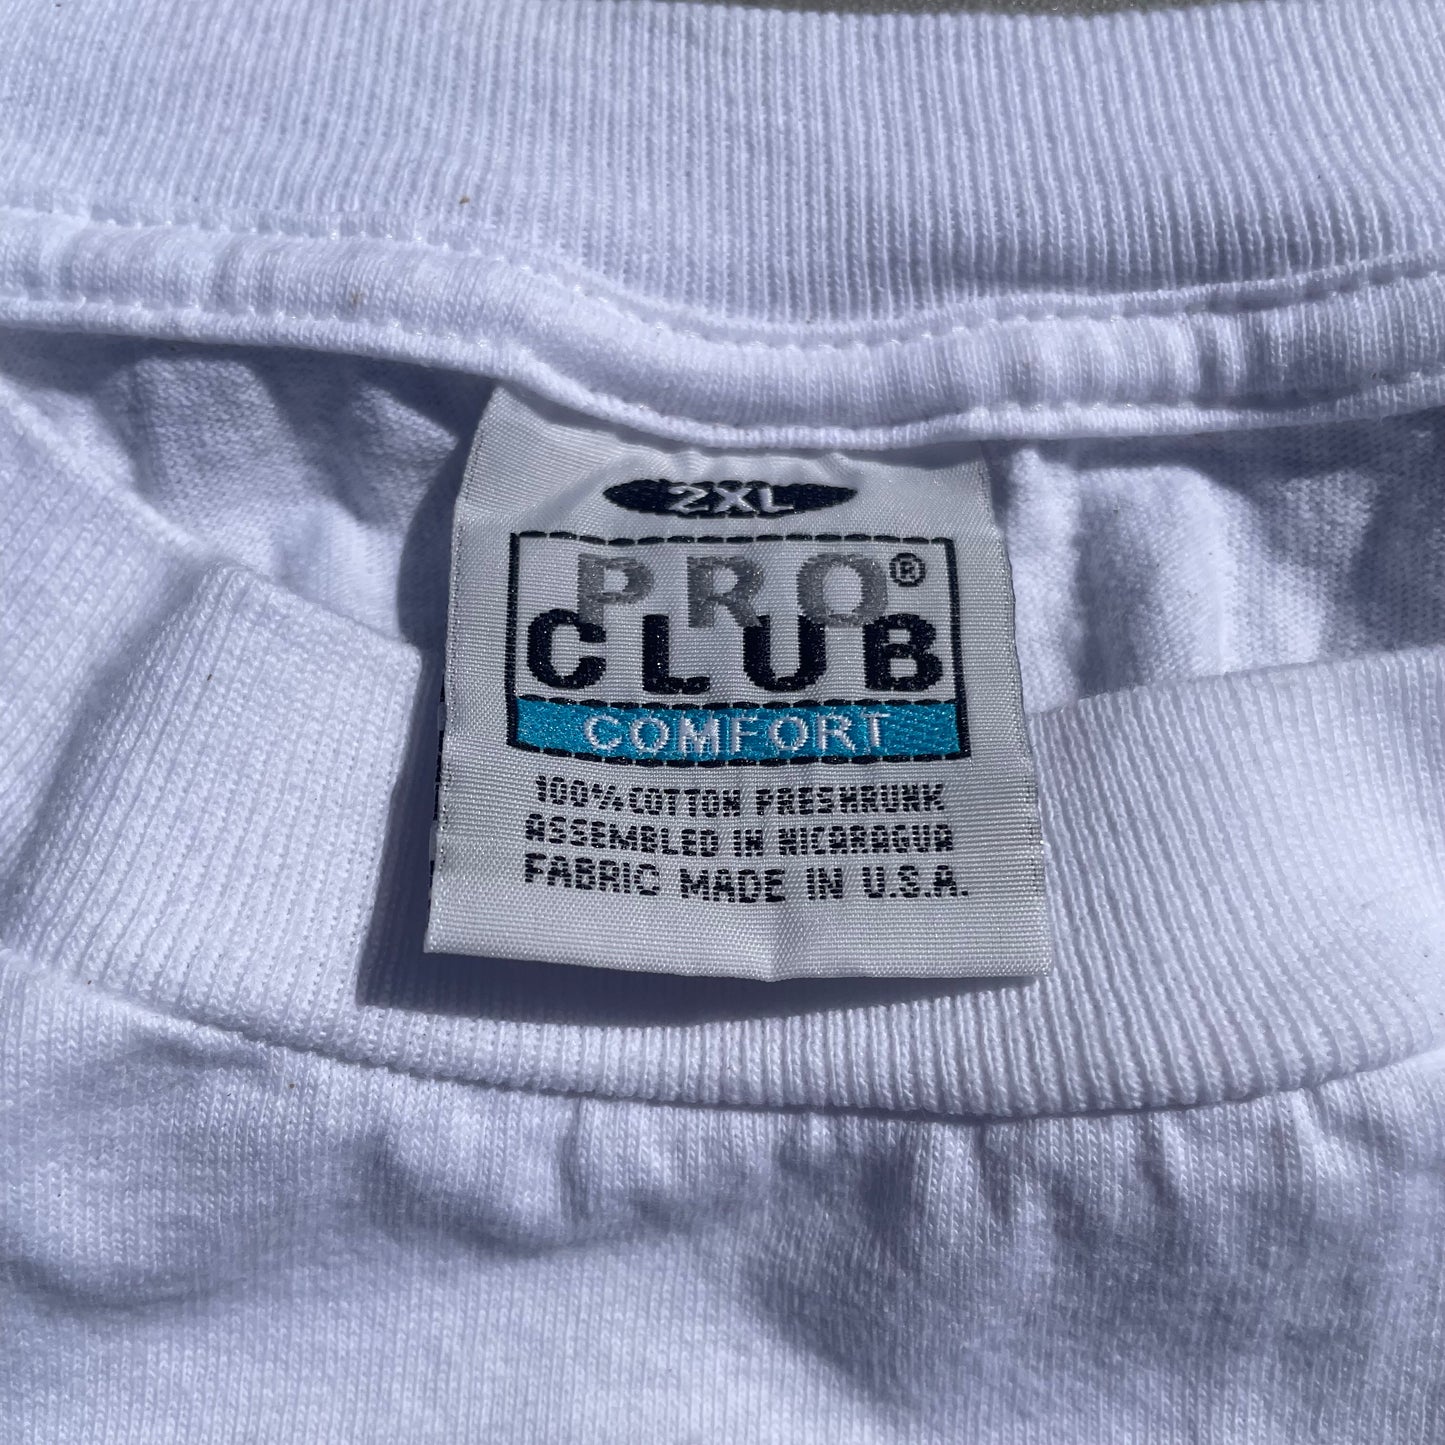 2XL
PRO®
CLUB
COMFORT
100% COTTON PRESHRUNK
ASSEMBLED IN NICARAGUA
FABRIC MADE IN U.S.A.